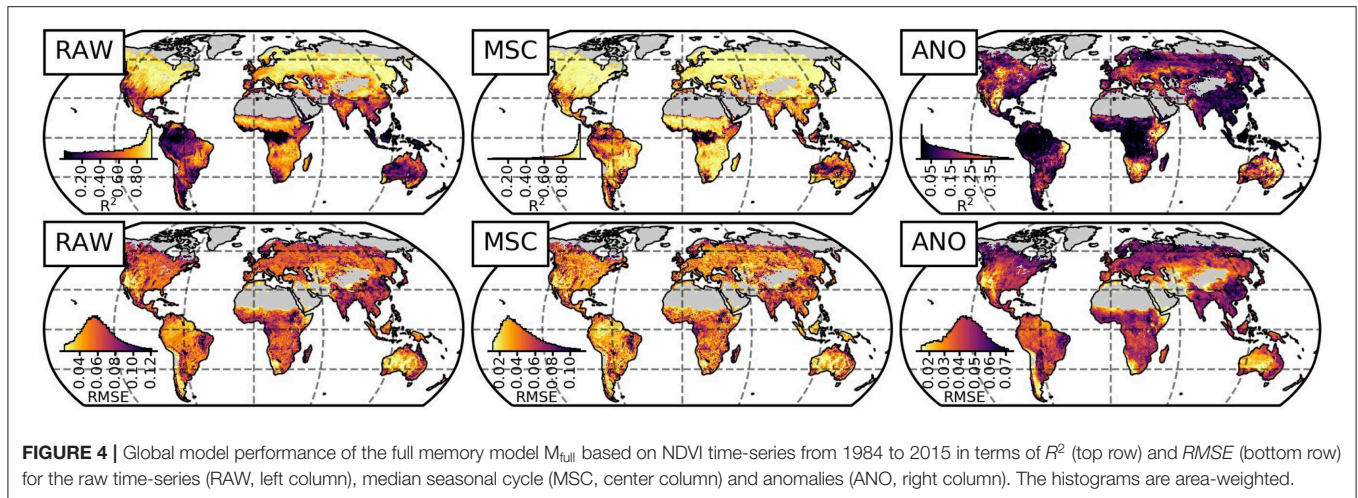 RAW
MSC
ANO
0.20
0.40
0.60
0.80
R²
0.20
0.40
0.60
0.80
R²
0.05
0.15
0.25
0.35
R²
RAW
MSC
ANO
0.04
0.06
0.08
0.10
0.12
RMSE
0.02
0.04
0.06
0.08
0.10
RMSE
0.02
0.03
0.04
0.05
0.06
0.07
RMSE
FIGURE 4 | Global model performance of the full memory model Mfull based on NDVI time-series from 1984 to 2015 in terms of R² (top row) and RMSE (bottom row)
for the raw time-series (RAW, left column), median seasonal cycle (MSC, center column) and anomalies (ANO, right column). The histograms are area-weighted.